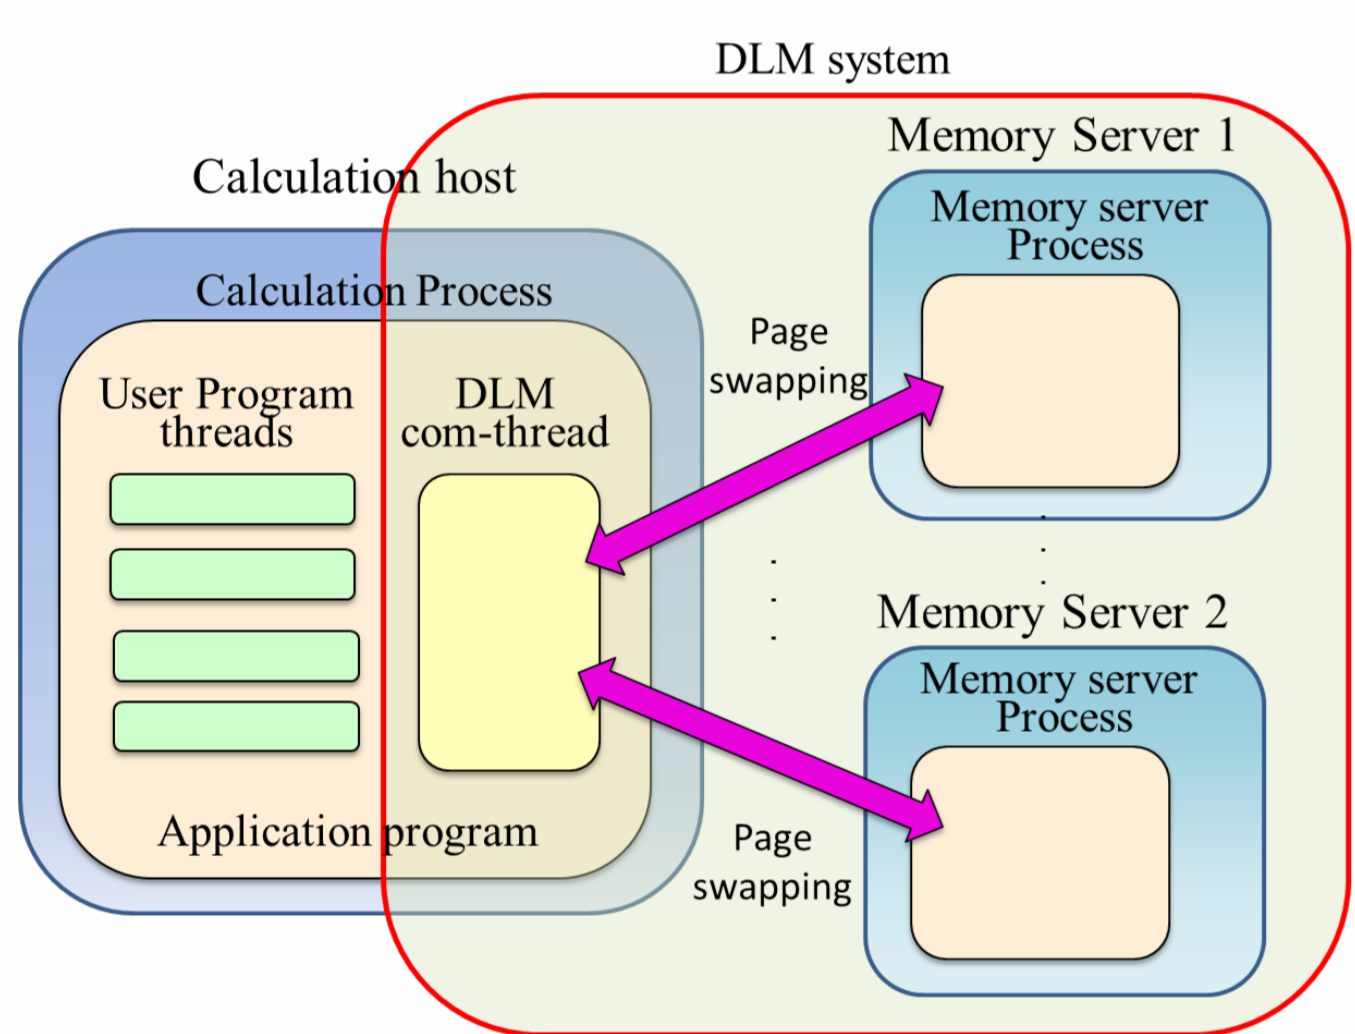 DLM system
Memory Server 1
Calculation host
Memory server
Process
Calculation Process
Page
swapping
User Program
threads
DLM
com-thread
Memory Server 2
Memory server
Process
Application program
Page
swapping